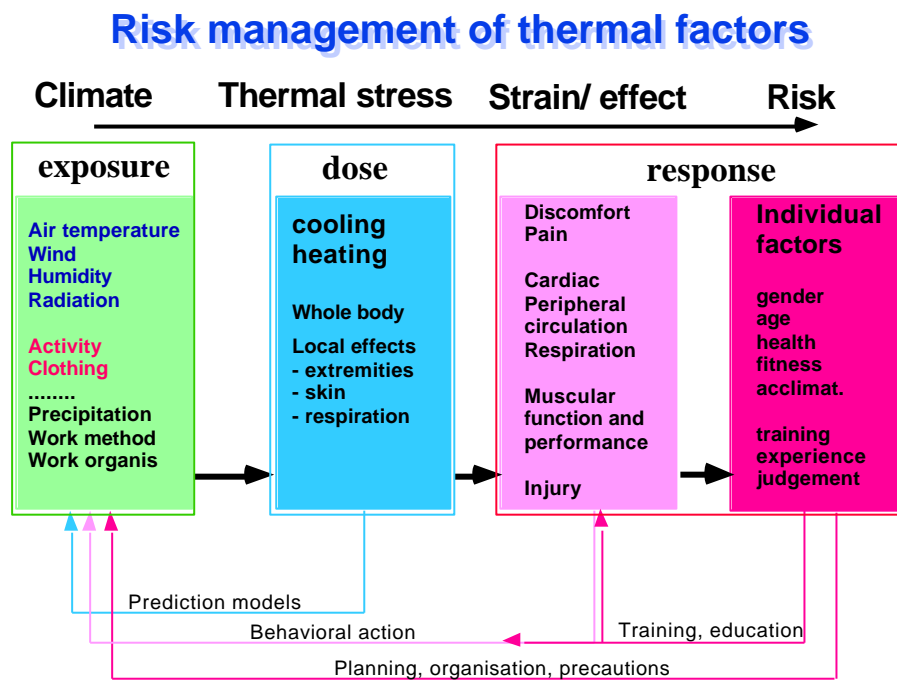 Risk management of thermal factors
Climate Thermal stress Strain/ effect Risk
exposure
Air temperature
Wind
Humidity
Radiation
Activity
Clothing
........
Precipitation
Work method
Work organis
dose
cooling
heating
Whole body
Local effects
- extremities
- skin
- respiration
response
Discomfort
Pain
Cardiac
Peripheral
circulation
Respiration
Muscular
function and
performance
Injury
Individual
factors
gender
age
health
fitness
acclimat.
training
experience
judgement
Prediction models
Behavioral action
Training, education
Planning, organisation, precautions